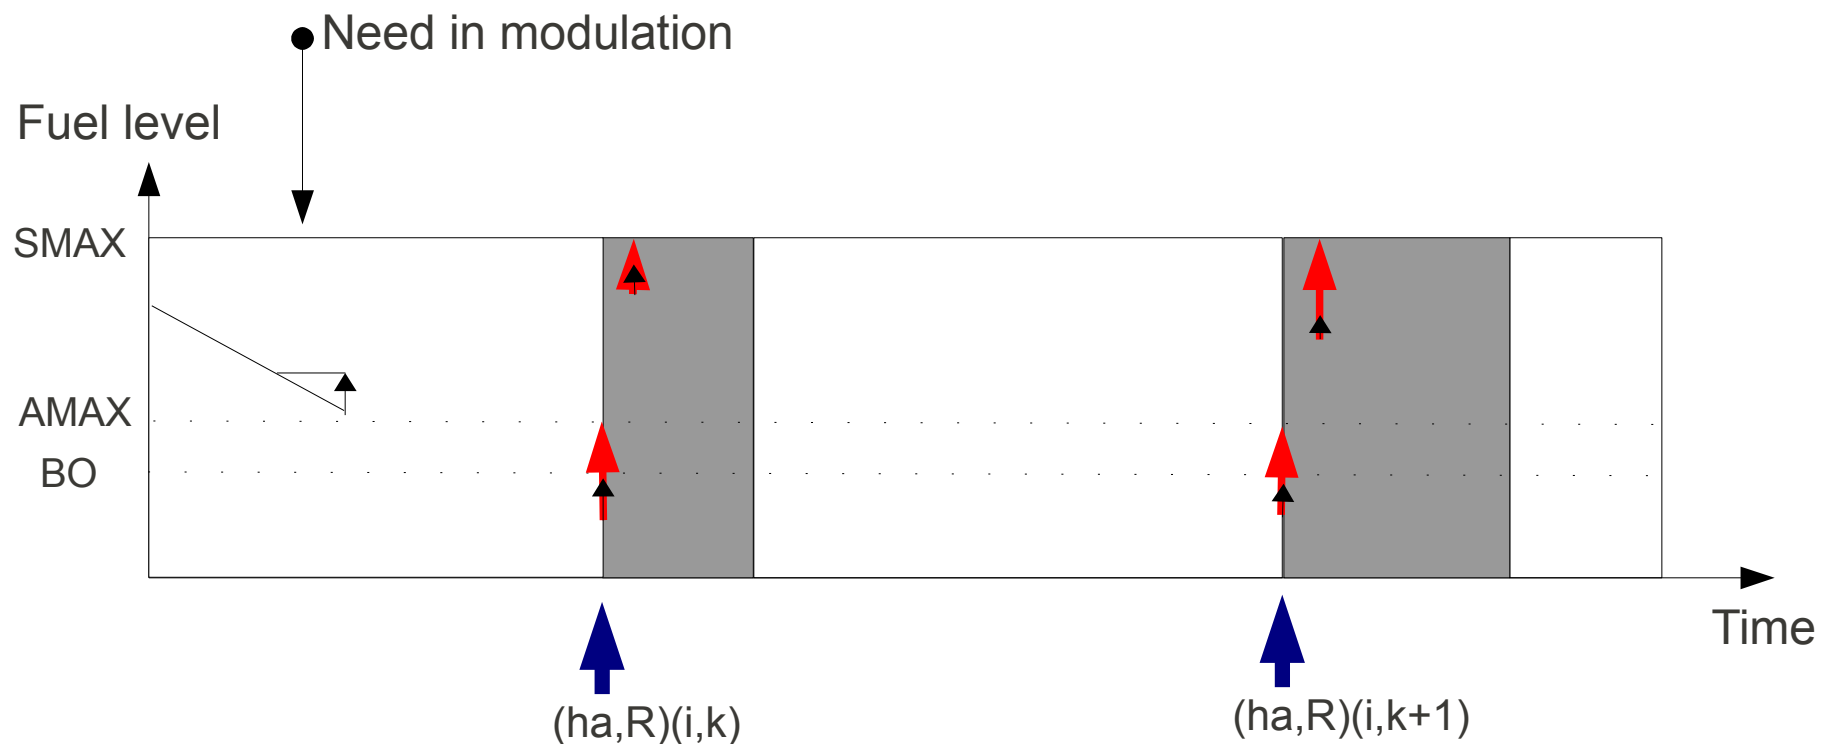 Need in modulation
Fuel level
SMAX
AMAX
BO
Time
(ha,R)(i,k)
(ha,R)(i,k+1)